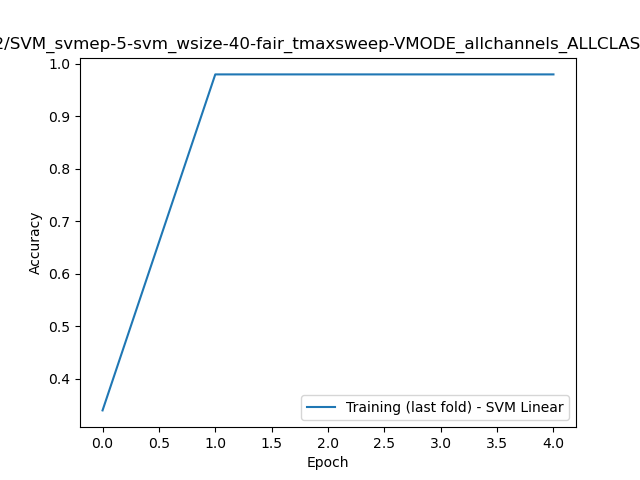 2/SVM_svmep-5-svm_wsize-40-fair_tmaxsweep-VMODE_allchannels_ALLCLAS
1.0
0.9
0.8
0.7
0.6
0.5
0.4
Accuracy
Training (last fold) - SVM Linear
0.0 0.5 1.0 1.5 2.0 2.5 3.0 3.5 4.0
Epoch